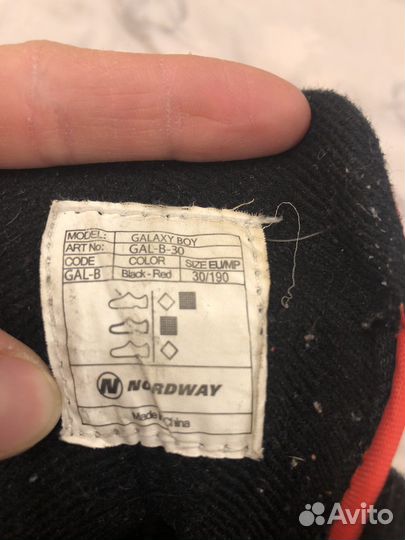 MODEL: GALAXY BOY
ART No: GAL-B-30
CODE COLOR SIZE EU/MP
GAL-B Black-Red 30/190
N NORDWAY
Made in China
Avito